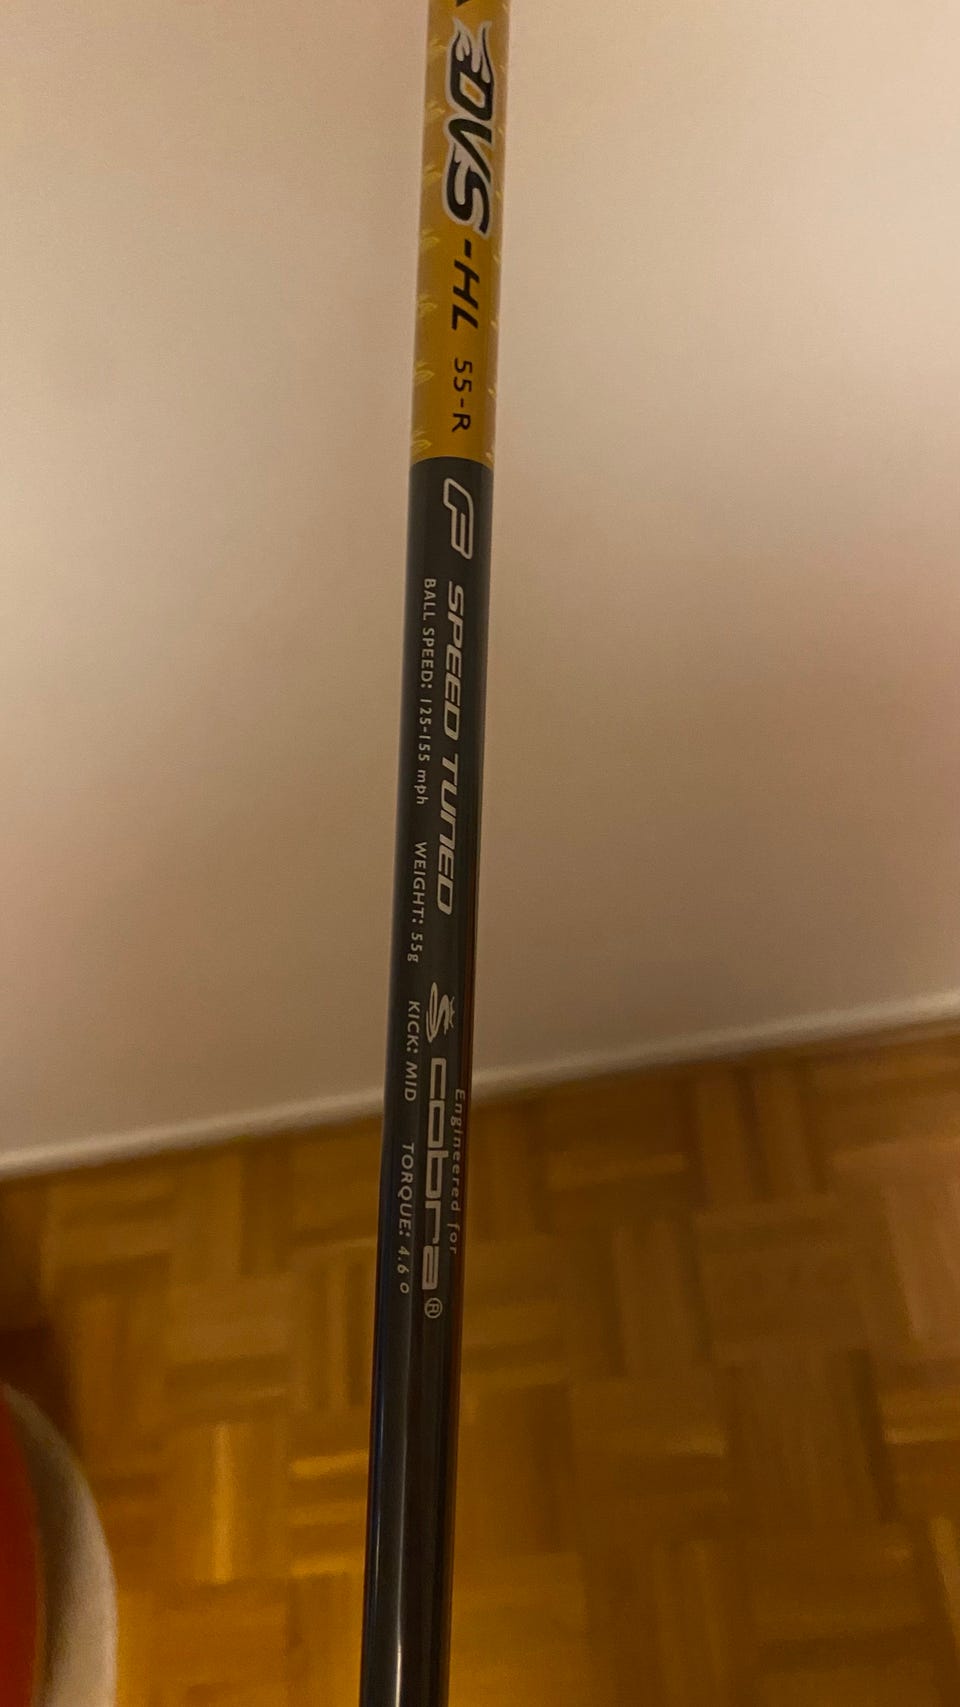 DVS-HL 55-R
F SPEED TUNED
BALL SPEED: 125-155 mph WEIGHT: 55g KICK: MID TORQUE: 4.6°
Engineered for
cobra®